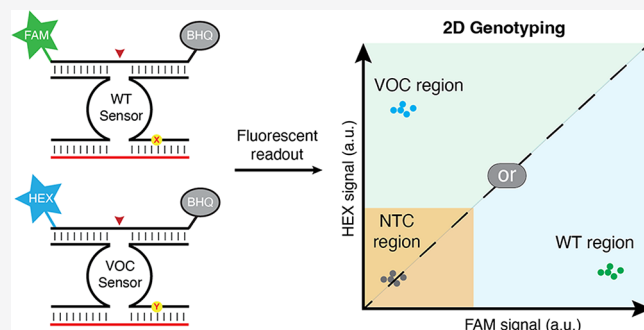 FAM
BHQ
WT
Sensor
X
HEX
BHQ
VOC
Sensor
Y
Fluorescent
readout
2D Genotyping
VOC region
or
NTC
region
WT region
HEX signal (a.u.)
FAM signal (a.u.)